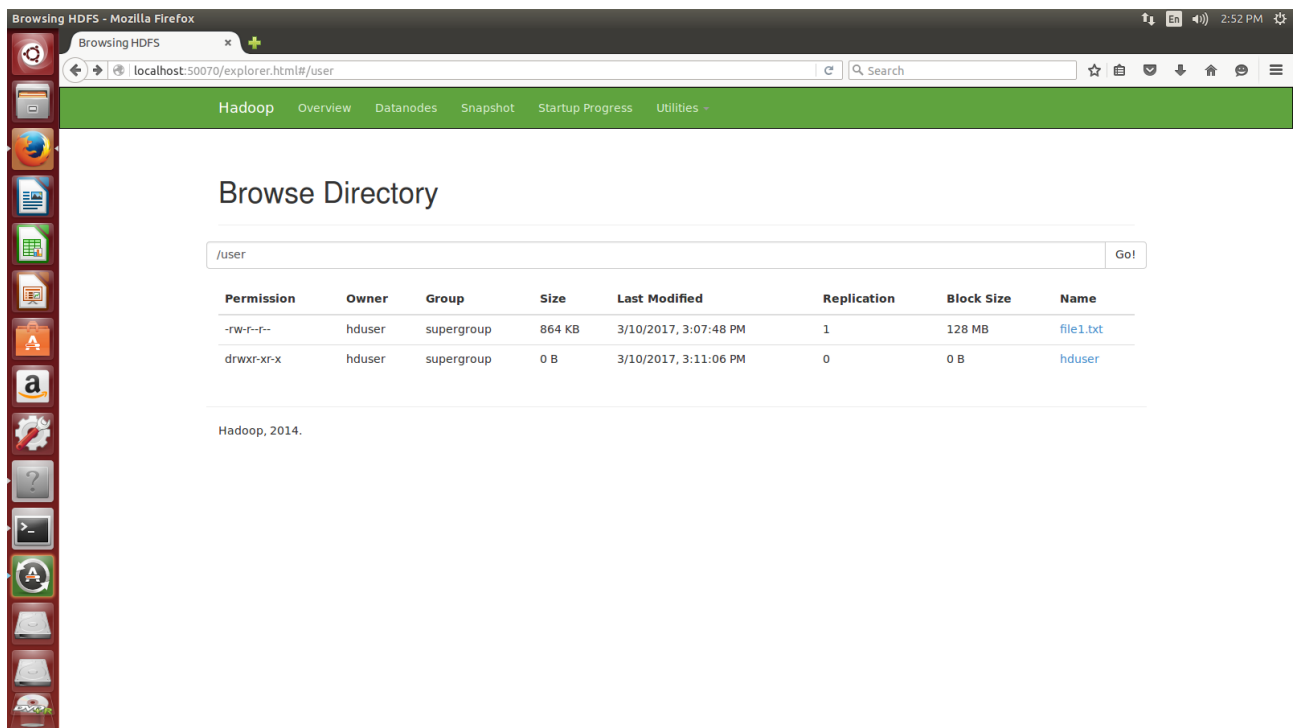 Browsing HDFS - Mozilla Firefox En 2:52 PM
Browsing HDFS
localhost:50070/explorer.html#/user Search
Hadoop Overview Datanodes Snapshot Startup Progress Utilities
Browse Directory
/user Go!
Permission Owner Group Size Last Modified Replication Block Size Name
-rw-r--r-- hduser supergroup 864 KB 3/10/2017, 3:07:48 PM 1 128 MB file1.txt
drwxr-xr-x hduser supergroup 0 B 3/10/2017, 3:11:06 PM 0 0 B hduser
Hadoop, 2014.